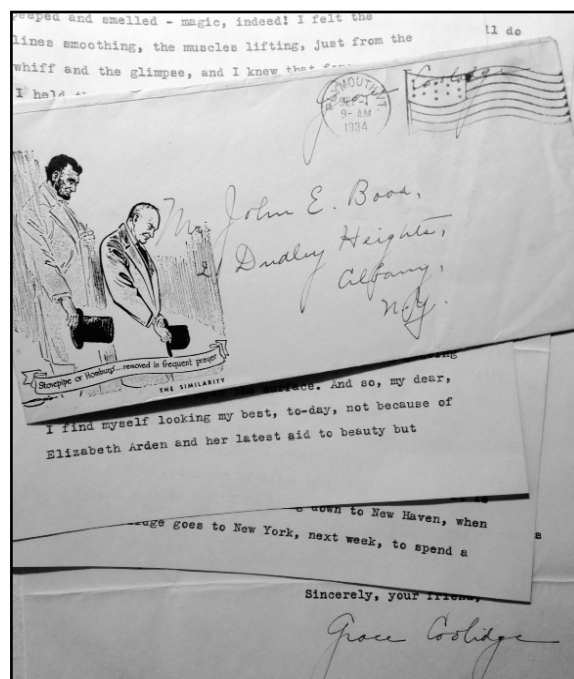 peeped and smelled - magic, indeed! I felt the
lines smoothing, the muscles lifting, just from the
ll do
whiff and the glimpse, and I knew that
I held
Grace Coolidge
PLYMOUTH, VT.
SEP
9-AM
1934
Mr. John E. Boos,
2 Dudley Heights,
Albany,
N.Y.
Stovepipe or Homburg...removed in frequent prayer
THE SIMILARITY
surface. And so, my dear,
I find myself looking my best, to-day, not because of
Elizabeth Arden and her latest aid to beauty but
down to New Haven, when
goes to New York, next week, to spend a
Sincerely, your friend,
Grace Coolidge